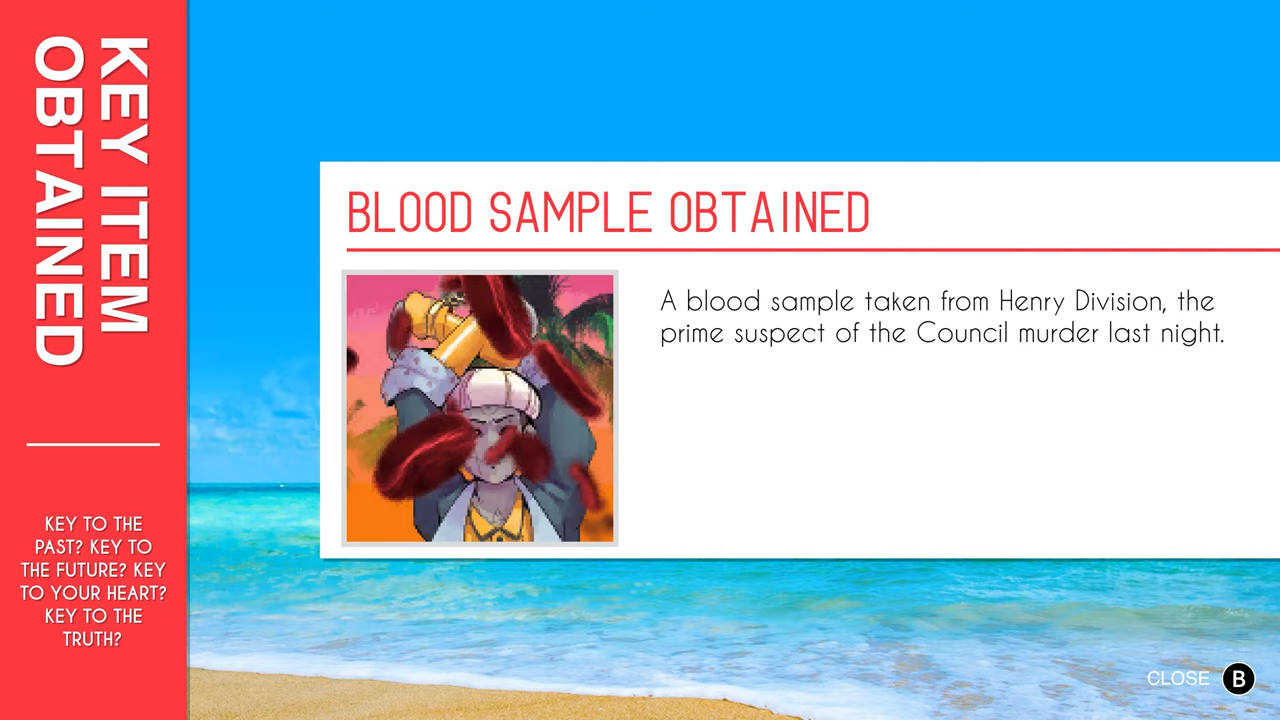 KEY ITEM
OBTAINED
KEY TO THE
PAST? KEY TO
THE FUTURE? KEY
TO YOUR HEART?
KEY TO THE
TRUTH?
BLOOD SAMPLE OBTAINED
A blood sample taken from Henry Division, the
prime suspect of the Council murder last night.
CLOSE B